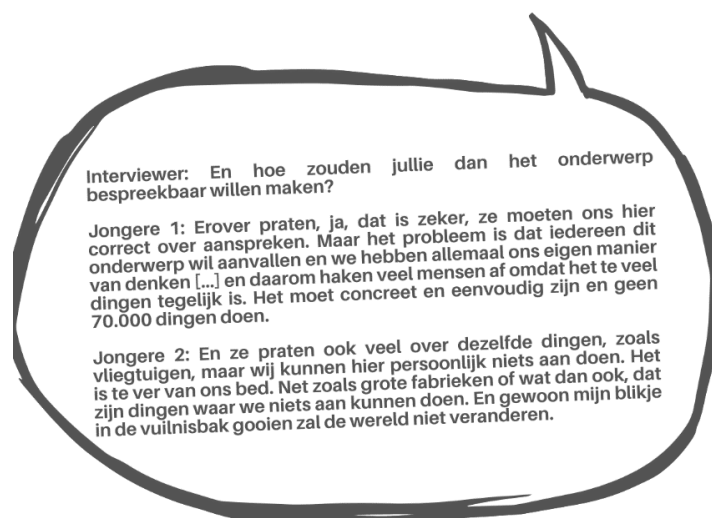 Interviewer: En hoe zouden jullie dan het onderwerp
bespreekbaar willen maken?
Jongere 1: Erover praten, ja, dat is zeker, ze moeten ons hier
correct over aanspreken. Maar het probleem is dat iedereen dit
onderwerp wil aanvallen en we hebben allemaal ons eigen manier
van denken [...] en daarom haken veel mensen af omdat het te veel
dingen tegelijk is. Het moet concreet en eenvoudig zijn en geen
70.000 dingen doen.
Jongere 2: En ze praten ook veel over dezelfde dingen, zoals
vliegtuigen, maar wij kunnen hier persoonlijk niets aan doen. Het
is te ver van ons bed. Net zoals grote fabrieken of wat dan ook, dat
zijn dingen waar we niets aan kunnen doen. En gewoon mijn blikje
in de vuilnisbak gooien zal de wereld niet veranderen.